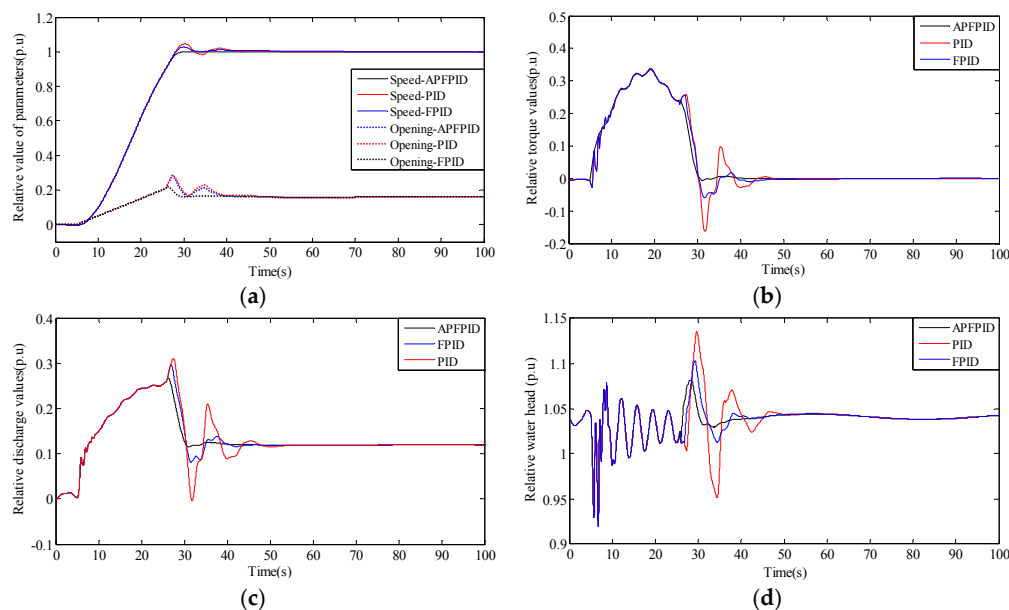 Relative value of parameters(p.u)
1.4
1.2
1
0.8
0.6
0.4
0.2
0
-0.1
Speed-APFPID
Speed-PID
Speed-FPID
Opening-APFPID
Opening-PID
Opening-FPID
0 10 20 30 40 50 60 70 80 90 100
Time(s)
(a)
Relative torque values(p.u)
0.4
0.3
0.2
0.1
0
-0.1
-0.2
APFPID
PID
FPID
0 10 20 30 40 50 60 70 80 90 100
Time(s)
(b)
Relative discharge values(p.u)
0.4
0.3
0.2
0.1
0
-0.1
APFPID
FPID
PID
0 10 20 30 40 50 60 70 80 90 100
Time(s)
(c)
Relative water head (p.u)
1.15
1.1
1.05
1
0.95
0.9
APFPID
PID
FPID
0 10 20 30 40 50 60 70 80 90 100
Time(s)
(d)